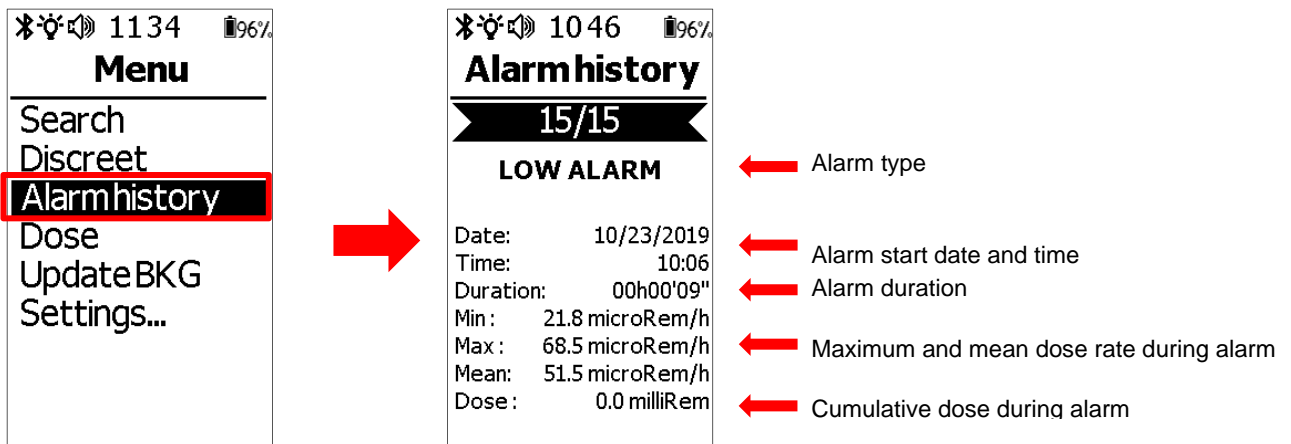 1134 96%
Menu
Search
Discreet
Alarm history
Dose
Update BKG
Settings...
1046 96%
Alarm history
15/15
LOW ALARM
Date: 10/23/2019
Time: 10:06
Duration: 00h00'09"
Min : 21.8 microRem/h
Max : 68.5 microRem/h
Mean: 51.5 microRem/h
Dose : 0.0 milliRem
Alarm type
Alarm start date and time
Alarm duration
Maximum and mean dose rate during alarm
Cumulative dose during alarm